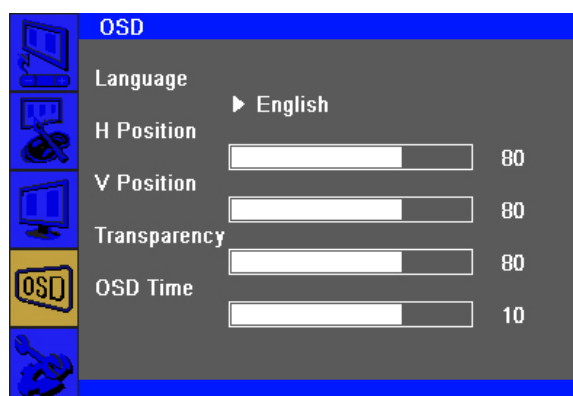 OSD
Language
▶ English
H Position
80
V Position
80
Transparency
80
OSD Time
10
OSD